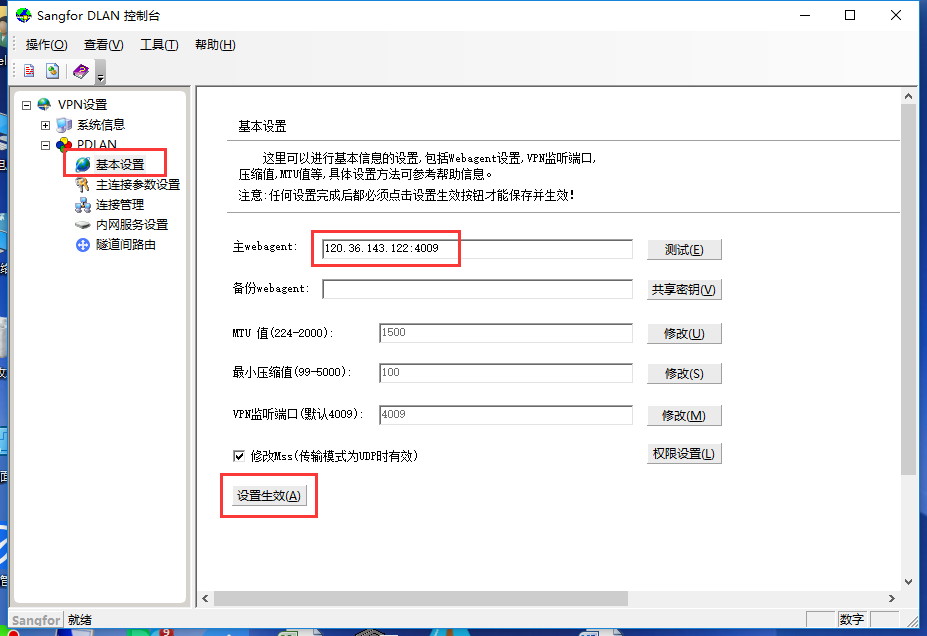 Sangfor DLAN 控制台
操作(O) 查看(V) 工具(T) 帮助(H)
VPN设置
系统信息
PDLAN
基本设置
主连接参数设置
连接管理
内网服务设置
隧道间路由
基本设置
这里可以进行基本信息的设置,包括Webagent设置,VPN监听端口,
压缩值,MTU值等,具体设置方法可参考帮助信息。
注意:任何设置完成后都必须点击设置生效按钮才能保存并生效!
主webagent: 120.36.143.122:4009 测试(E)
备份webagent: 共享密钥(V)
MTU 值(224-2000): 1500 修改(U)
最小压缩值(99-5000): 100 修改(S)
VPN监听端口(默认4009): 4009 修改(M)
修改Mss(传输模式为UDP时有效) 权限设置(L)
设置生效(A)
Sangfor 就绪 数字